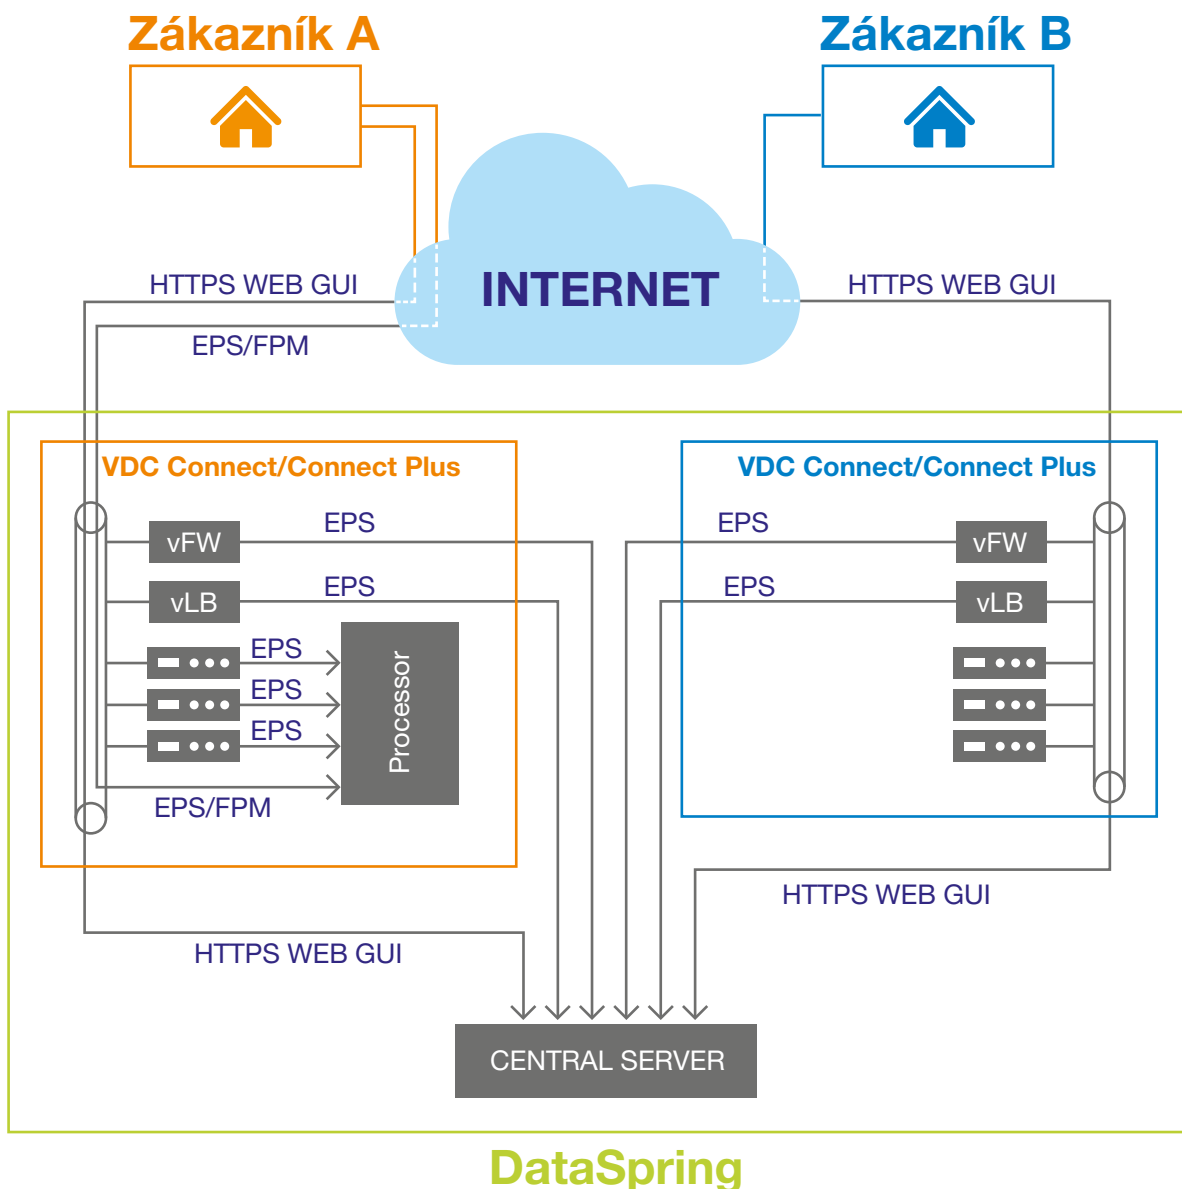 Zákazník A
Zákazník B
INTERNET
HTTPS WEB GUI
HTTPS WEB GUI
EPS/FPM
VDC Connect/Connect Plus
VDC Connect/Connect Plus
vFW
EPS
EPS
vFW
vLB
EPS
EPS
vLB
EPS
EPS
EPS
Processor
EPS/FPM
HTTPS WEB GUI
HTTPS WEB GUI
CENTRAL SERVER
DataSpring